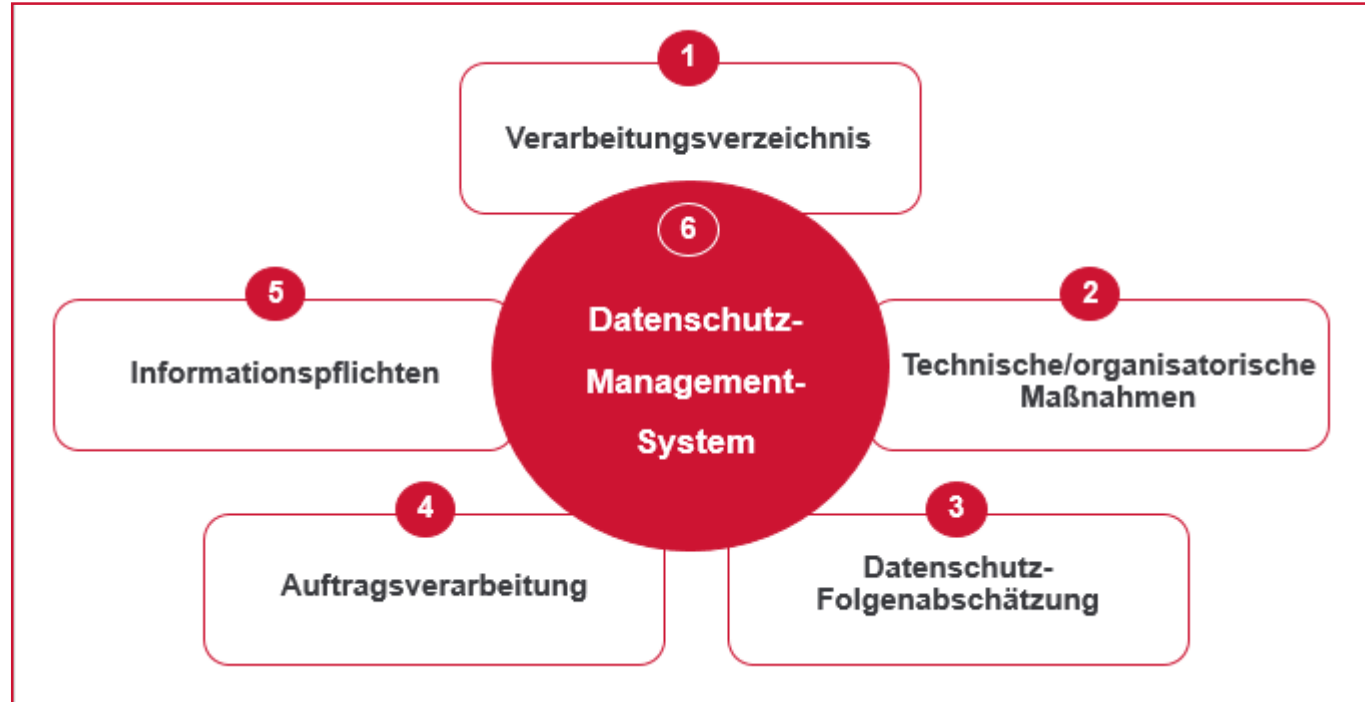 1
Verarbeitungsverzeichnis
6
Datenschutz-
Management-
System
5
Informationspflichten
2
Technische/organisatorische
Maßnahmen
4
Auftragsverarbeitung
3
Datenschutz-
Folgenabschätzung